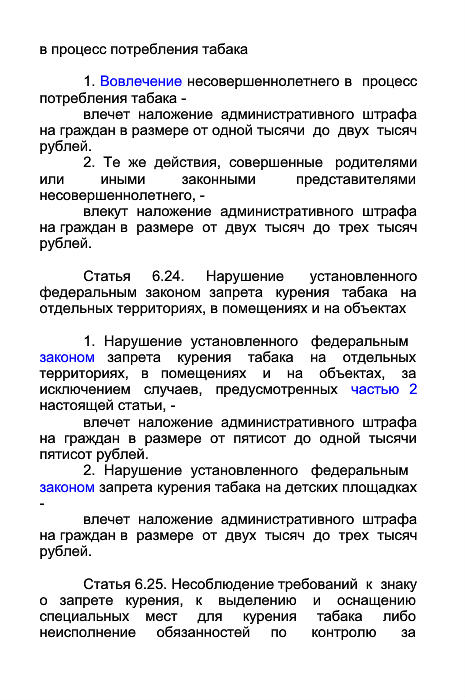 в процесс потребления табака
1. Вовлечение несовершеннолетнего в процесс
потребления табака -
влечет наложение административного штрафа
на граждан в размере от одной тысячи до двух тысяч
рублей.
2. Те же действия, совершенные родителями
или иными законными представителями
несовершеннолетнего, -
влекут наложение административного штрафа
на граждан в размере от двух тысяч до трех тысяч
рублей.
Статья 6.24. Нарушение установленного
федеральным законом запрета курения табака на
отдельных территориях, в помещениях и на объектах
1. Нарушение установленного федеральным
законом запрета курения табака на отдельных
территориях, в помещениях и на объектах, за
исключением случаев, предусмотренных частью 2
настоящей статьи, -
влечет наложение административного штрафа
на граждан в размере от пятисот до одной тысячи
пятисот рублей.
2. Нарушение установленного федеральным
законом запрета курения табака на детских площадках
-
влечет наложение административного штрафа
на граждан в размере от двух тысяч до трех тысяч
рублей.
Статья 6.25. Несоблюдение требований к знаку
о запрете курения, к выделению и оснащению
специальных мест для курения табака либо
неисполнение обязанностей по контролю за